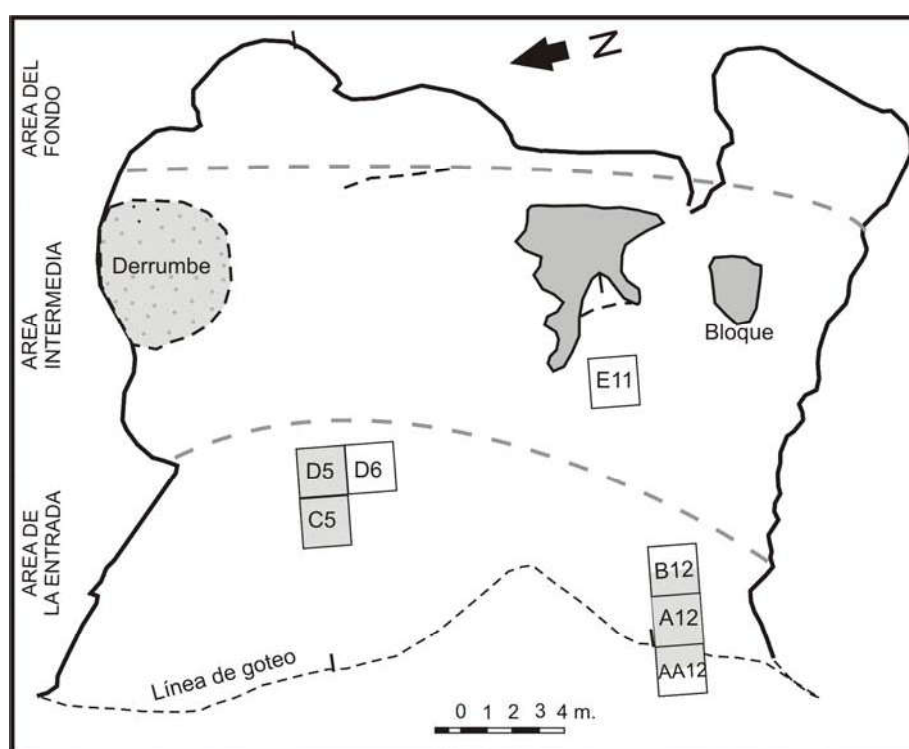 N
AREA DEL
FONDO
Derrumbe
AREA
INTERMEDIA
Bloque
E11
D5
D6
C5
AREA DE
LA ENTRADA
B12
A12
AA12
Línea de goteo
0 1 2 3 4 m.